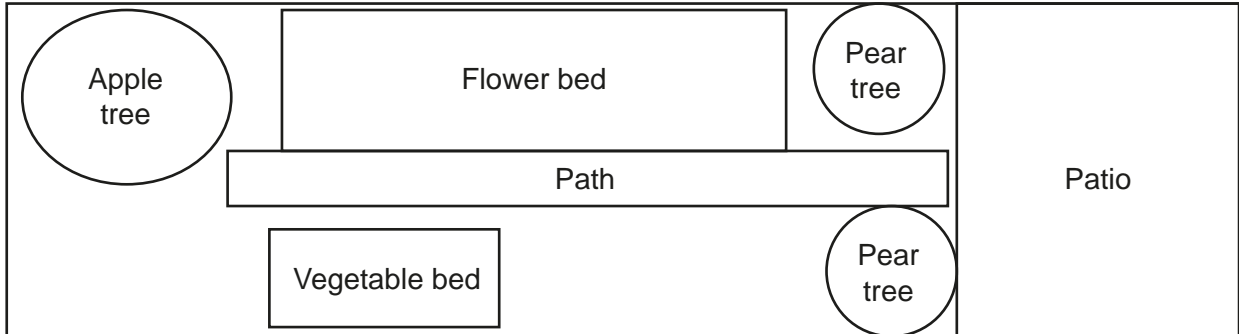 Apple
tree
Flower bed
Pear
tree
Path
Patio
Vegetable bed
Pear
tree